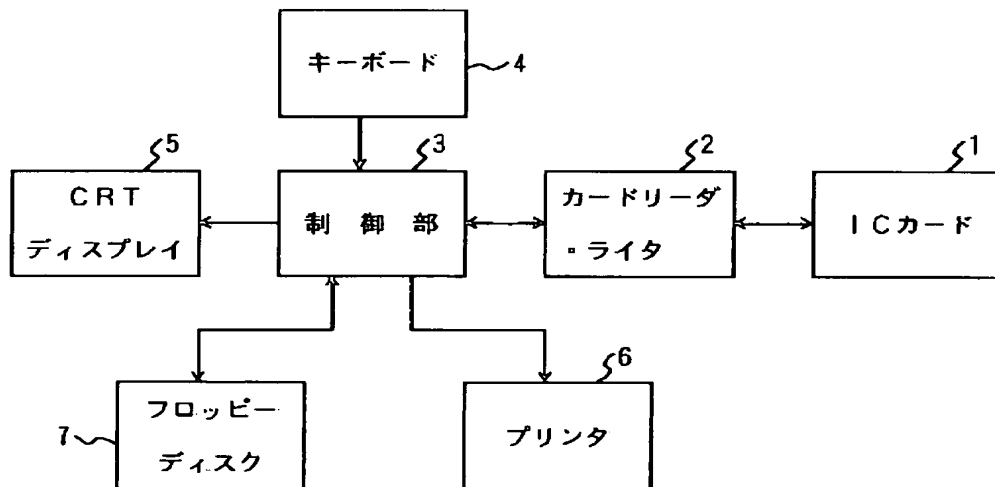 キーボード
4
5
CRT
ディスプレイ
3
制御部
2
カードリーダ
・ライタ
1
ICカード
7
フロッピー
ディスク
6
プリンタ